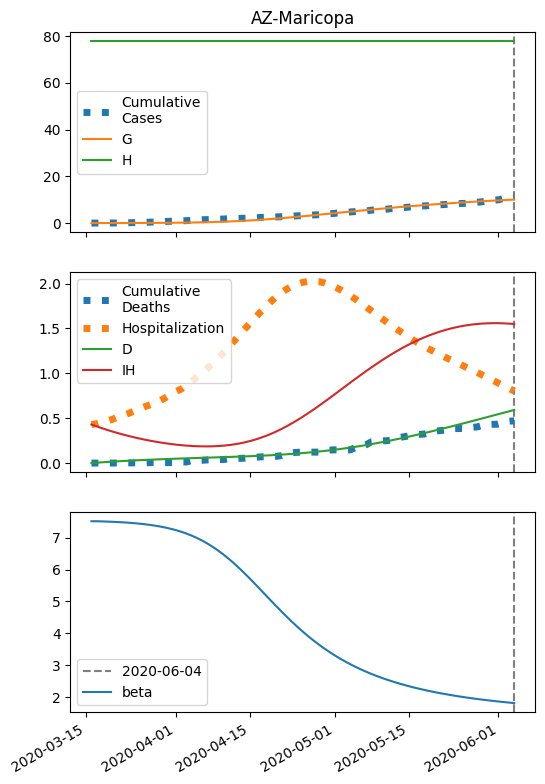 AZ-Maricopa
80
60
40
20
0
Cumulative
Cases
G
H
2.0
1.5
1.0
0.5
0.0
Cumulative
Deaths
Hospitalization
D
IH
7
6
5
4
3
2
2020-06-04
beta
2020-03-15
2020-04-01
2020-04-15
2020-05-01
2020-05-15
2020-06-01